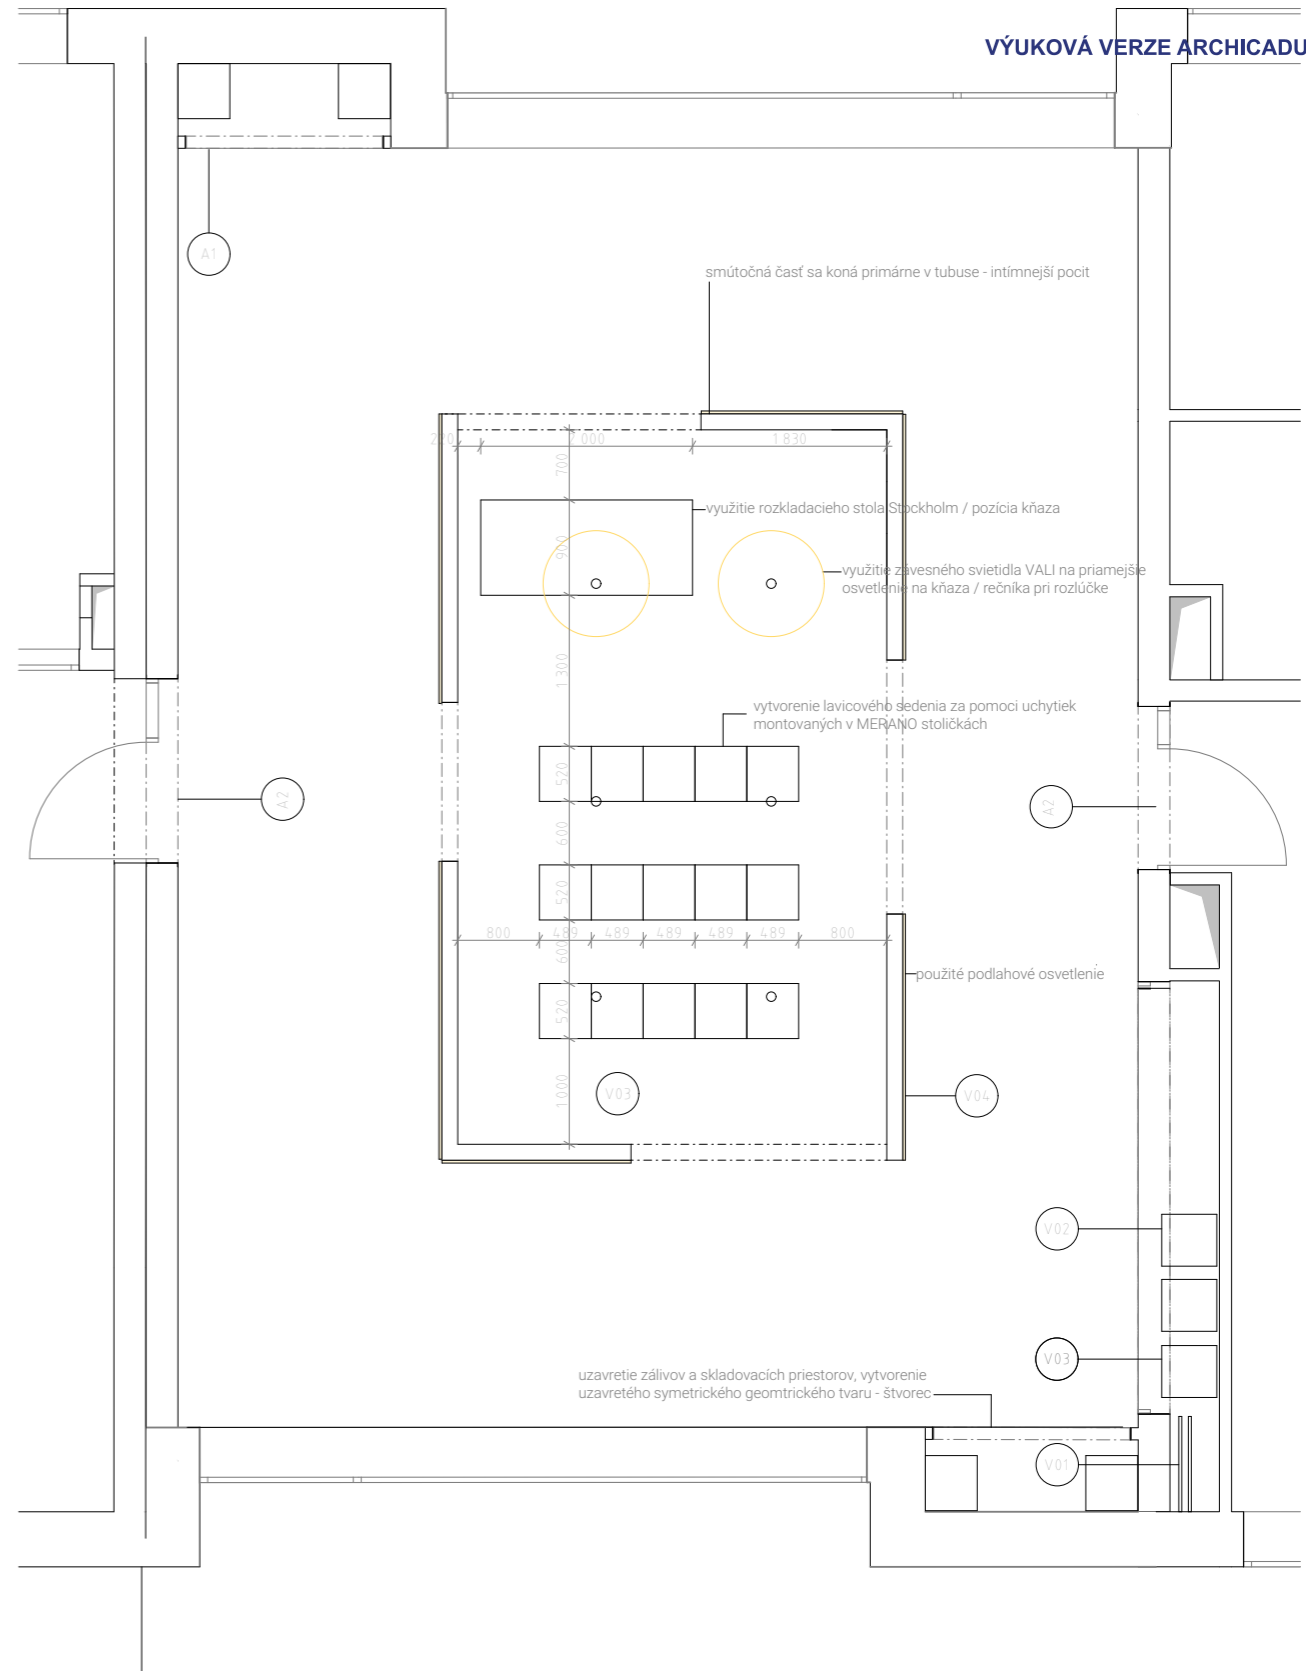 VÝUKOVÁ VERZE ARCHICADU
A1
smútočná časť sa koná primárne v tubuse - intímnejší pocit
220
2 000
1 830
700
využitie rozkladacieho stola Stockholm / pozícia kňaza
990
využitie závesného svietidla VALI na priamejšie
osvetlenie na kňaza / rečníka pri rozlúčke
1 300
vytvorenie lavicového sedenia za pomoci uchytiek
montovaných v MERANO stoličkách
520
A2
A2
600
520
800
489
489
489
489
489
800
600
použité podlahové osvetlenie
520
1 000
V03
V04
V02
V03
uzavretie zálivov a skladovacích priestorov, vytvorenie
uzavretého symetrického geomtrického tvaru - štvorec
V01